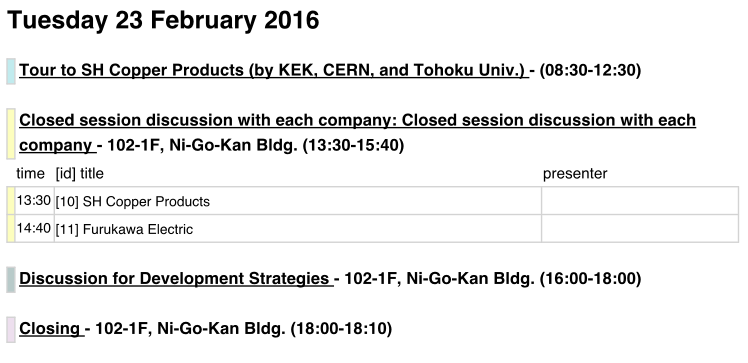 Tuesday 23 February 2016
Tour to SH Copper Products (by KEK, CERN, and Tohoku Univ.) - (08:30-12:30)
Closed session discussion with each company: Closed session discussion with each
company - 102-1F, Ni-Go-Kan Bldg. (13:30-15:40)
time [id] title presenter
13:30 [10] SH Copper Products
14:40 [11] Furukawa Electric
Discussion for Development Strategies - 102-1F, Ni-Go-Kan Bldg. (16:00-18:00)
Closing - 102-1F, Ni-Go-Kan Bldg. (18:00-18:10)